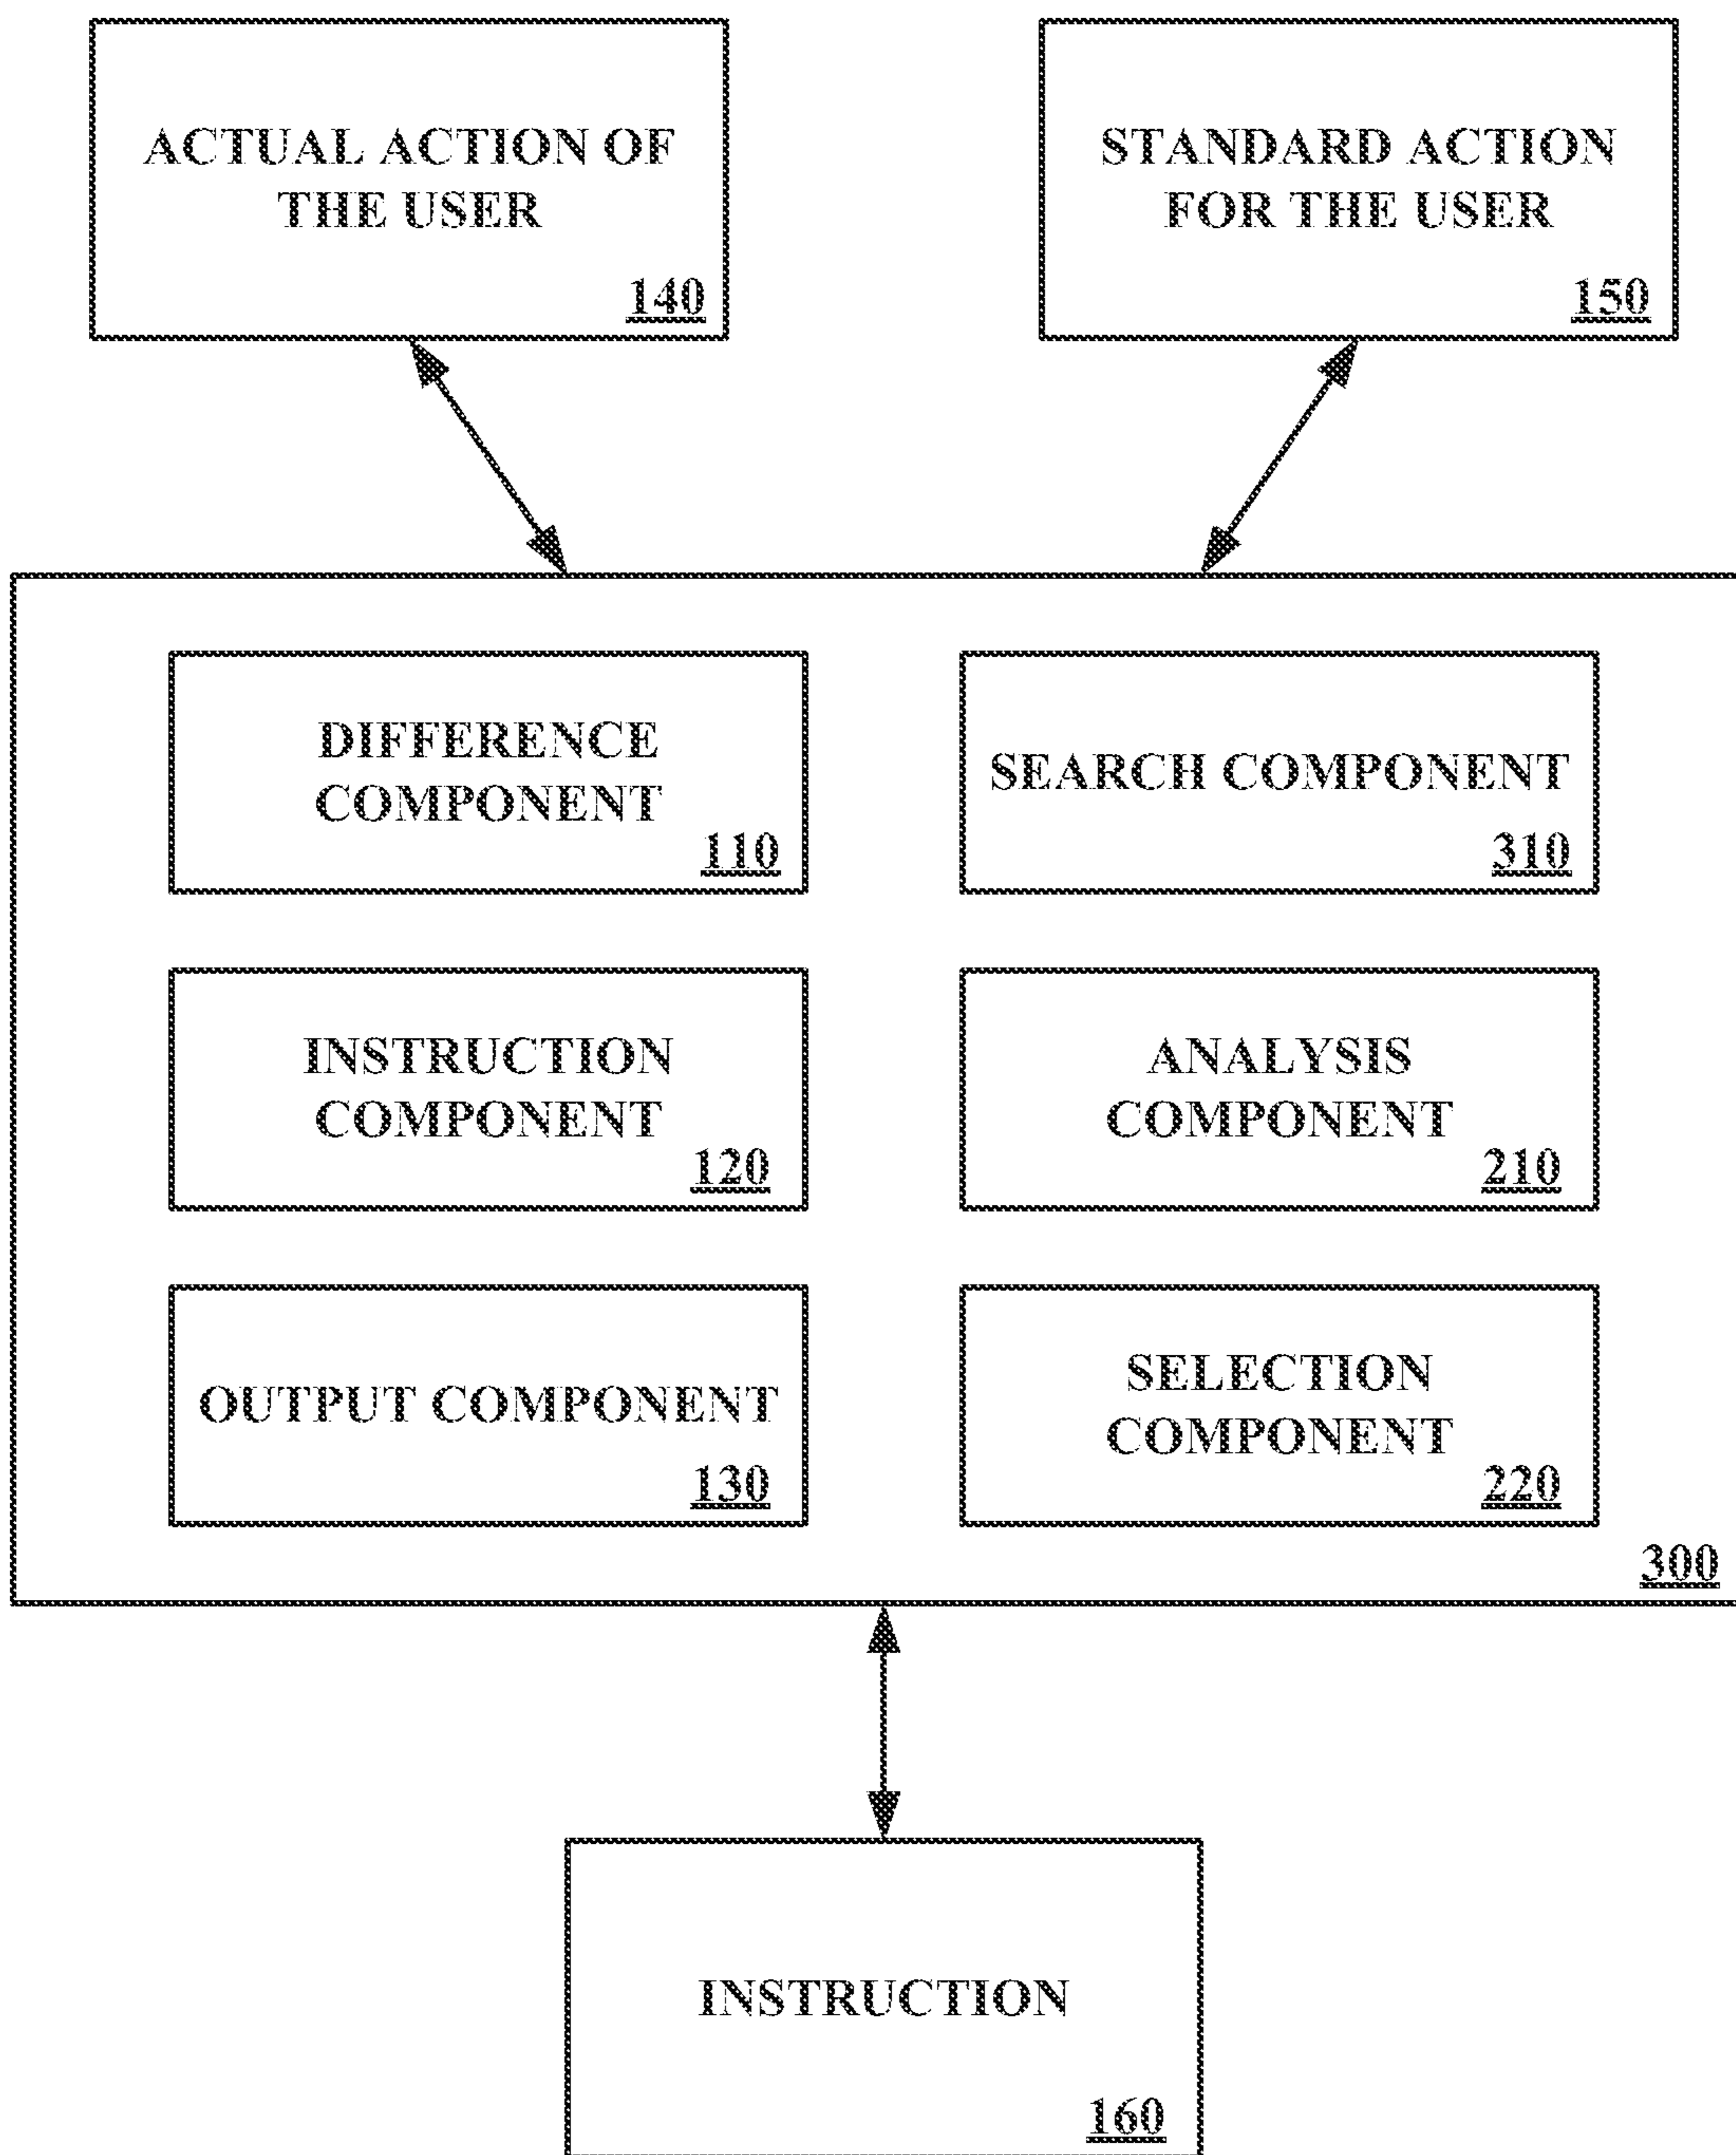 ACTUAL ACTION OF
THE USER
140
STANDARD ACTION
FOR THE USER
150
DIFFERENCE
COMPONENT
110
SEARCH COMPONENT
310
INSTRUCTION
COMPONENT
120
ANALYSIS
COMPONENT
210
OUTPUT COMPONENT
130
SELECTION
COMPONENT
220
300
INSTRUCTION
160